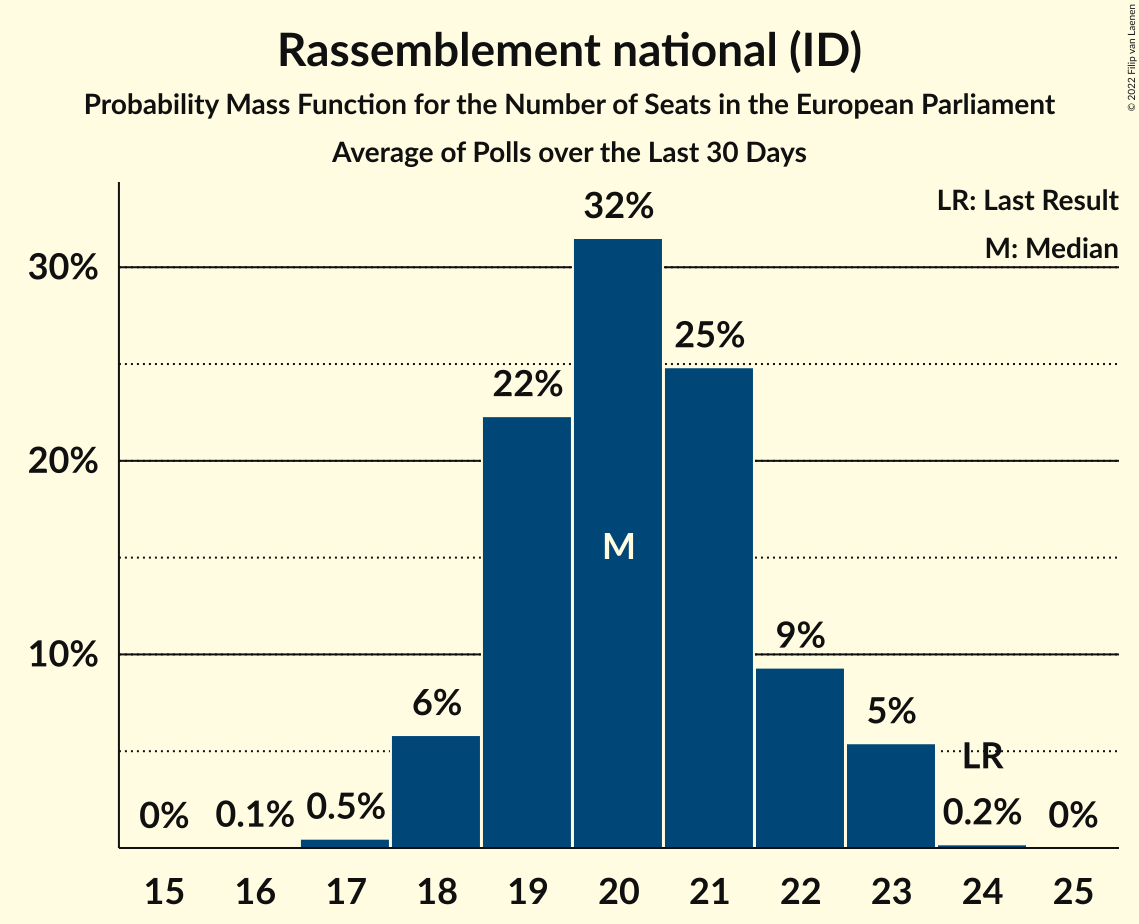 Rassemblement national (ID)
Probability Mass Function for the Number of Seats in the European Parliament
Average of Polls over the Last 30 Days
© 2022 Filip van Laenen
LR: Last Result
M: Median
30%
20%
10%
0%
0.1%
0.5%
6%
22%
32%
25%
9%
5%
0.2%
0%
M
LR
15 16 17 18 19 20 21 22 23 24 25